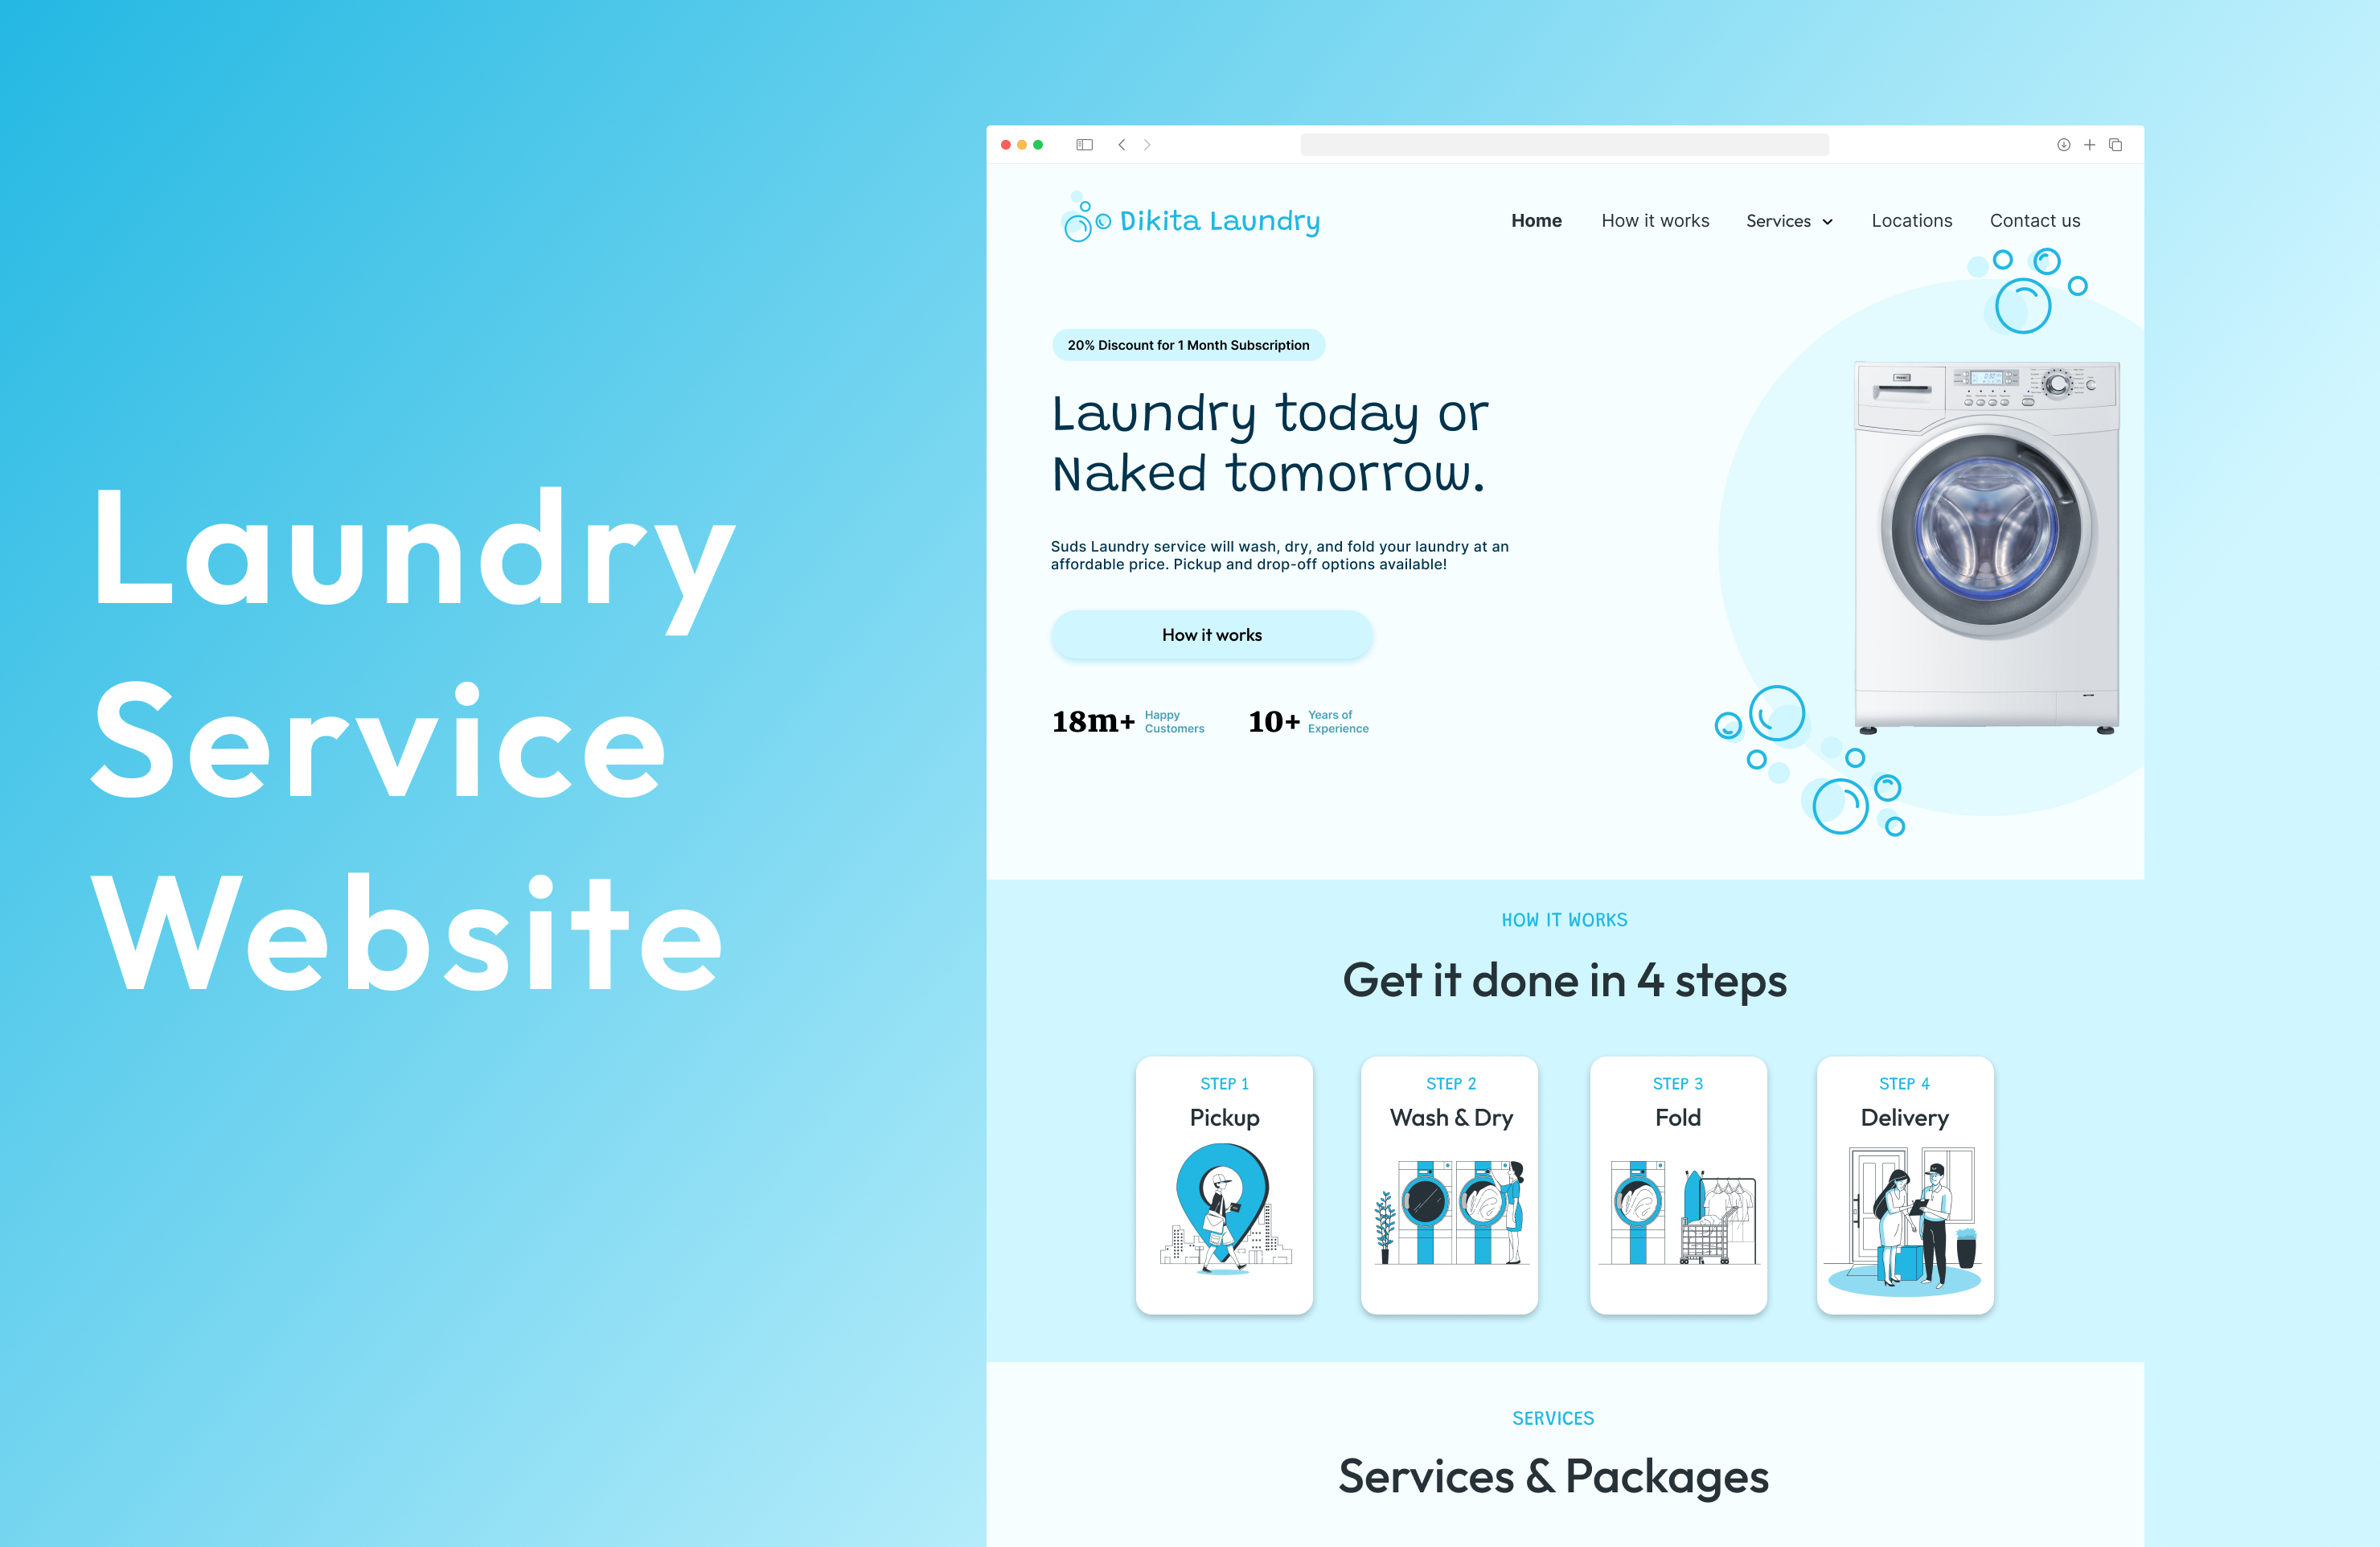 Laundry
Service
Website
Dikita Laundry
Home
How it works
Services
Locations
Contact us
20% Discount for 1 Month Subscription
Laundry today or
Naked tomorrow.
Suds Laundry service will wash, dry, and fold your laundry at an
affordable price. Pickup and drop-off options available!
How it works
18m+
Happy
Customers
10+
Years of
Experience
HOW IT WORKS
Get it done in 4 steps
STEP 1
Pickup
STEP 2
Wash & Dry
STEP 3
Fold
STEP 4
Delivery
SERVICES
Services & Packages